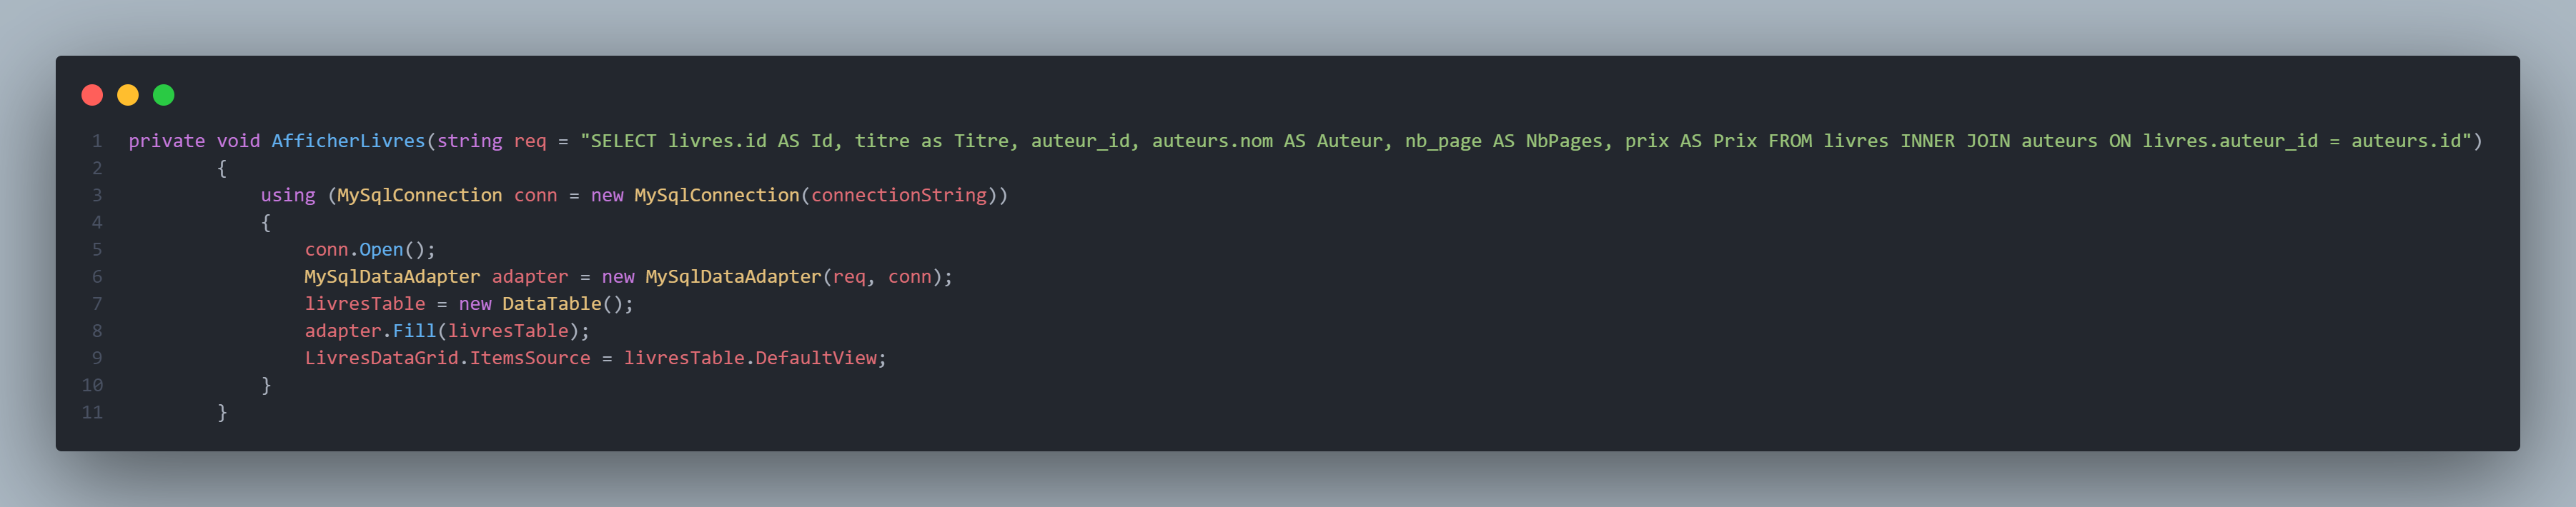 1 private void AfficherLivres(string req = "SELECT livres.id AS Id, titre as Titre, auteur_id, auteurs.nom AS Auteur, nb_page AS NbPages, prix AS Prix FROM livres INNER JOIN auteurs ON livres.auteur_id = auteurs.id")
2         {
3             using (MySqlConnection conn = new MySqlConnection(connectionString))
4             {
5                 conn.Open();
6                 MySqlDataAdapter adapter = new MySqlDataAdapter(req, conn);
7                 livresTable = new DataTable();
8                 adapter.Fill(livresTable);
9                 LivresDataGrid.ItemsSource = livresTable.DefaultView;
10             }
11         }